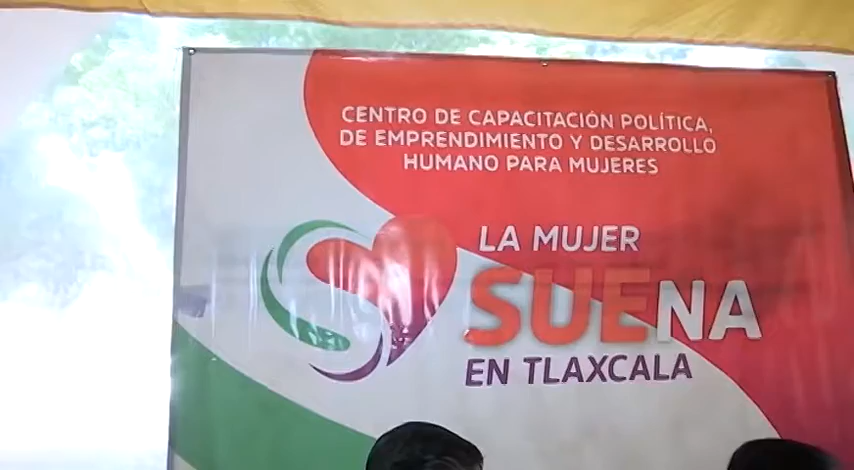 CENTRO DE CAPACITACIÓN POLÍTICA,
DE EMPRENDIMIENTO Y DESARROLLO
HUMANO PARA MUJERES
LA MUJER
SUENA
EN TLAXCALA